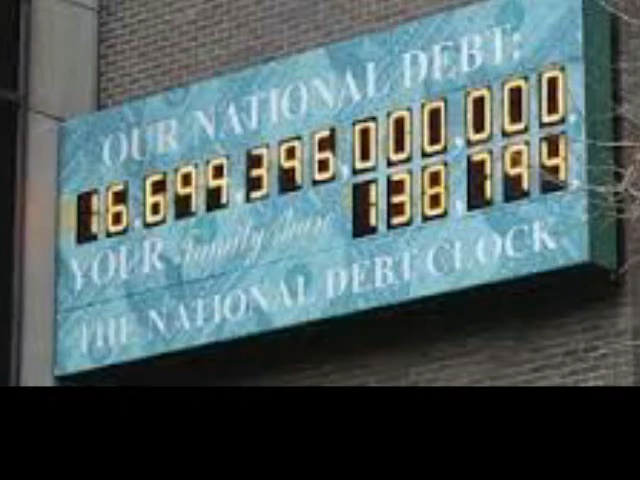 OUR NATIONAL DEBT:
16,699,396,000,000.
YOUR Family share 138,794.
THE NATIONAL DEBT CLOCK